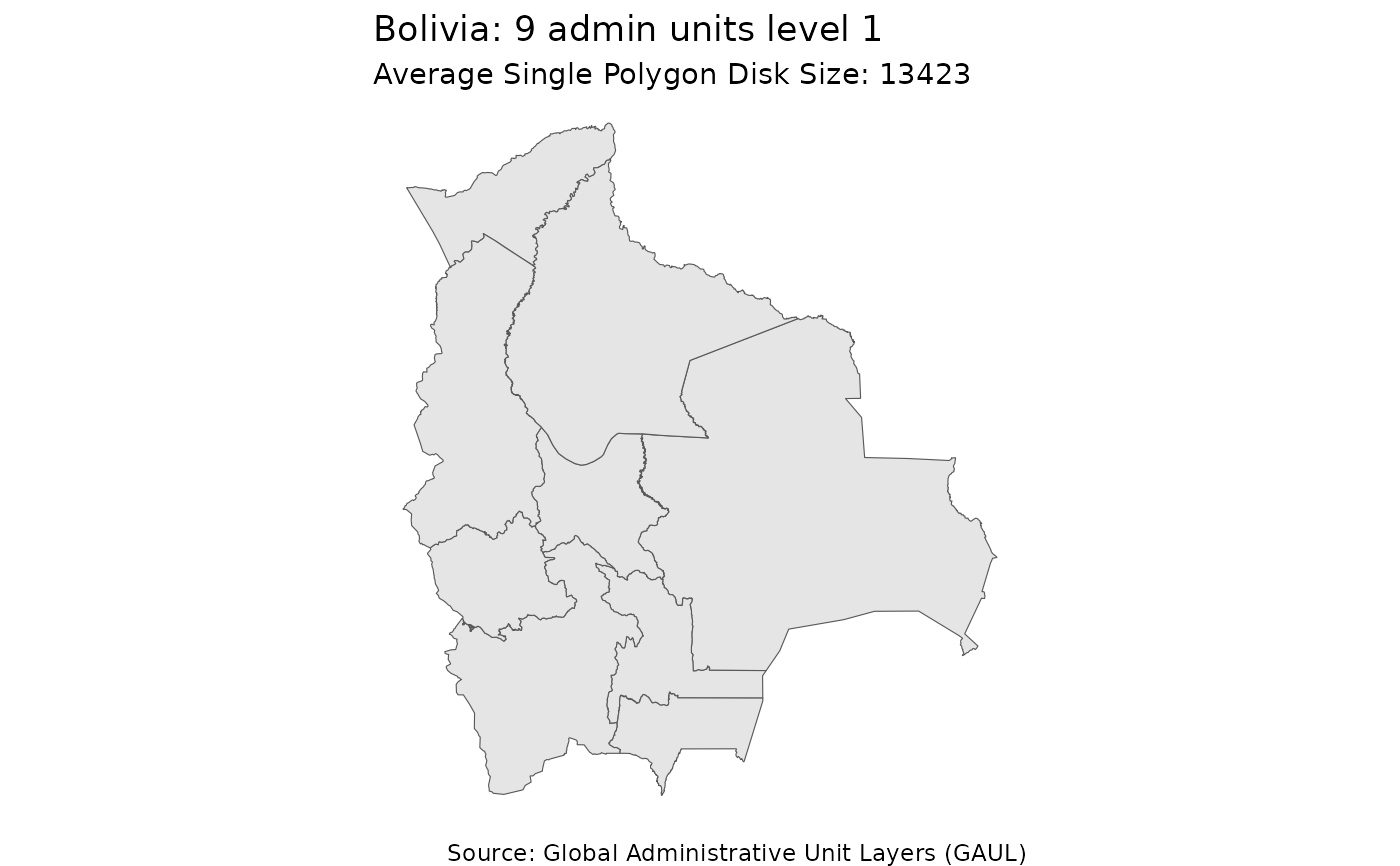 Bolivia: 9 admin units level 1
Average Single Polygon Disk Size: 13423
Source: Global Administrative Unit Layers (GAUL)